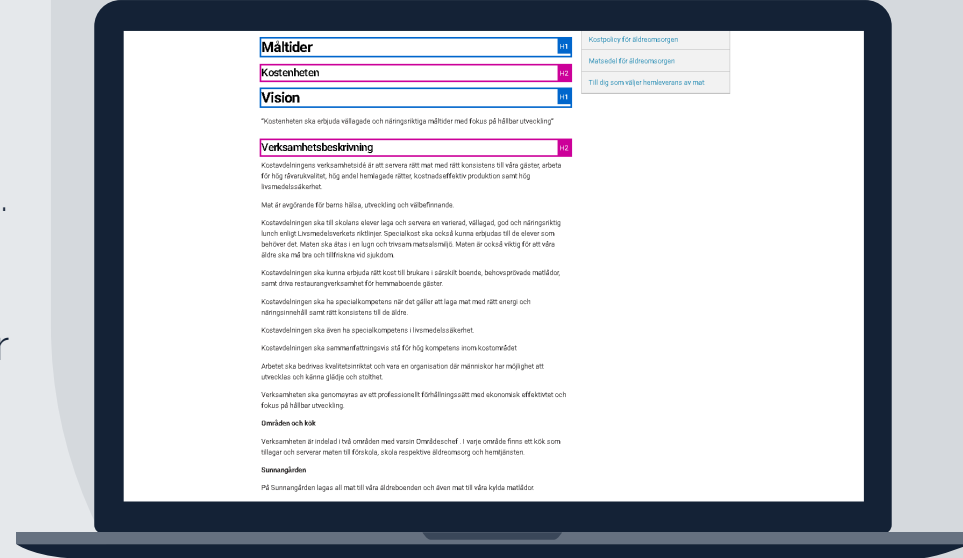 Måltider H1
Kostenheten H2
Vision H1
"Kostenheten ska erbjuda vällagade och näringsriktiga måltider med fokus på hållbar utveckling"
Verksamhetsbeskrivning H2
Kostavdelningens verksamhetsidé är att servera rätt mat med rätt konsistens till våra gäster, arbeta
för hög råvarukvalitet, hög andel hemlagade rätter, kostnadseffektiv produktion samt hög
livsmedelssäkerhet
Mat är avgörande för barns hälsa, utveckling och välbefinnande.
Kostavdelningen ska till skolans elever laga och servera en varierad, vällagad, god och näringsriktig
lunch enligt Livsmedelsverkets riktlinjer. Specialkost ska också kunna erbjudas till de elever som
behöver det. Maten ska ätas i en lugn och trivsam matsalsmiljö. Maten är också viktig för att våra
äldre ska må bra och tillfriskna vid sjukdom.
Kostavdelningen ska kunna erbjuda rätt kost till brukare i särskilt boende, behovsprövade matlådor,
samt driva restaurangverksamhet för hemmaboende gäster.
Kostavdelningen ska ha specialkompetens när det gäller att laga mat med rätt energi och
näringsinnehåll samt rätt konsistens till de äldre.
Kostavdelningen ska även ha specialkompetens i livsmedelssäkerhet.
Kostavdelningen ska sammanfattningsvis stå för hög kompetens inom kostområdet
Arbetet ska bedrivas kvalitetsinriktat och vara en organisation där människor har möjlighet att
utvecklas och känna glädje och stolthet.
Verksamheten ska genomsyras av ett professionellt förhållningssätt med ekonomisk effektivtet och
fokus på hållbar utveckling.
Områden och kök
Verksamheten är indelad i två områden med varsin Områdeschef . I varje område finns ett kök som
tillagar och serverar maten till förskola, skola respektive äldreomsorg och hemtjänsten.
Sunnangården
På Sunnangården lagas all mat till våra äldreboenden och även mat till våra kylda matlådor.
Kostpolicy för äldreomsorgen
Matsedel för äldreomsorgen
Till dig som väljer hemleverans av mat
r